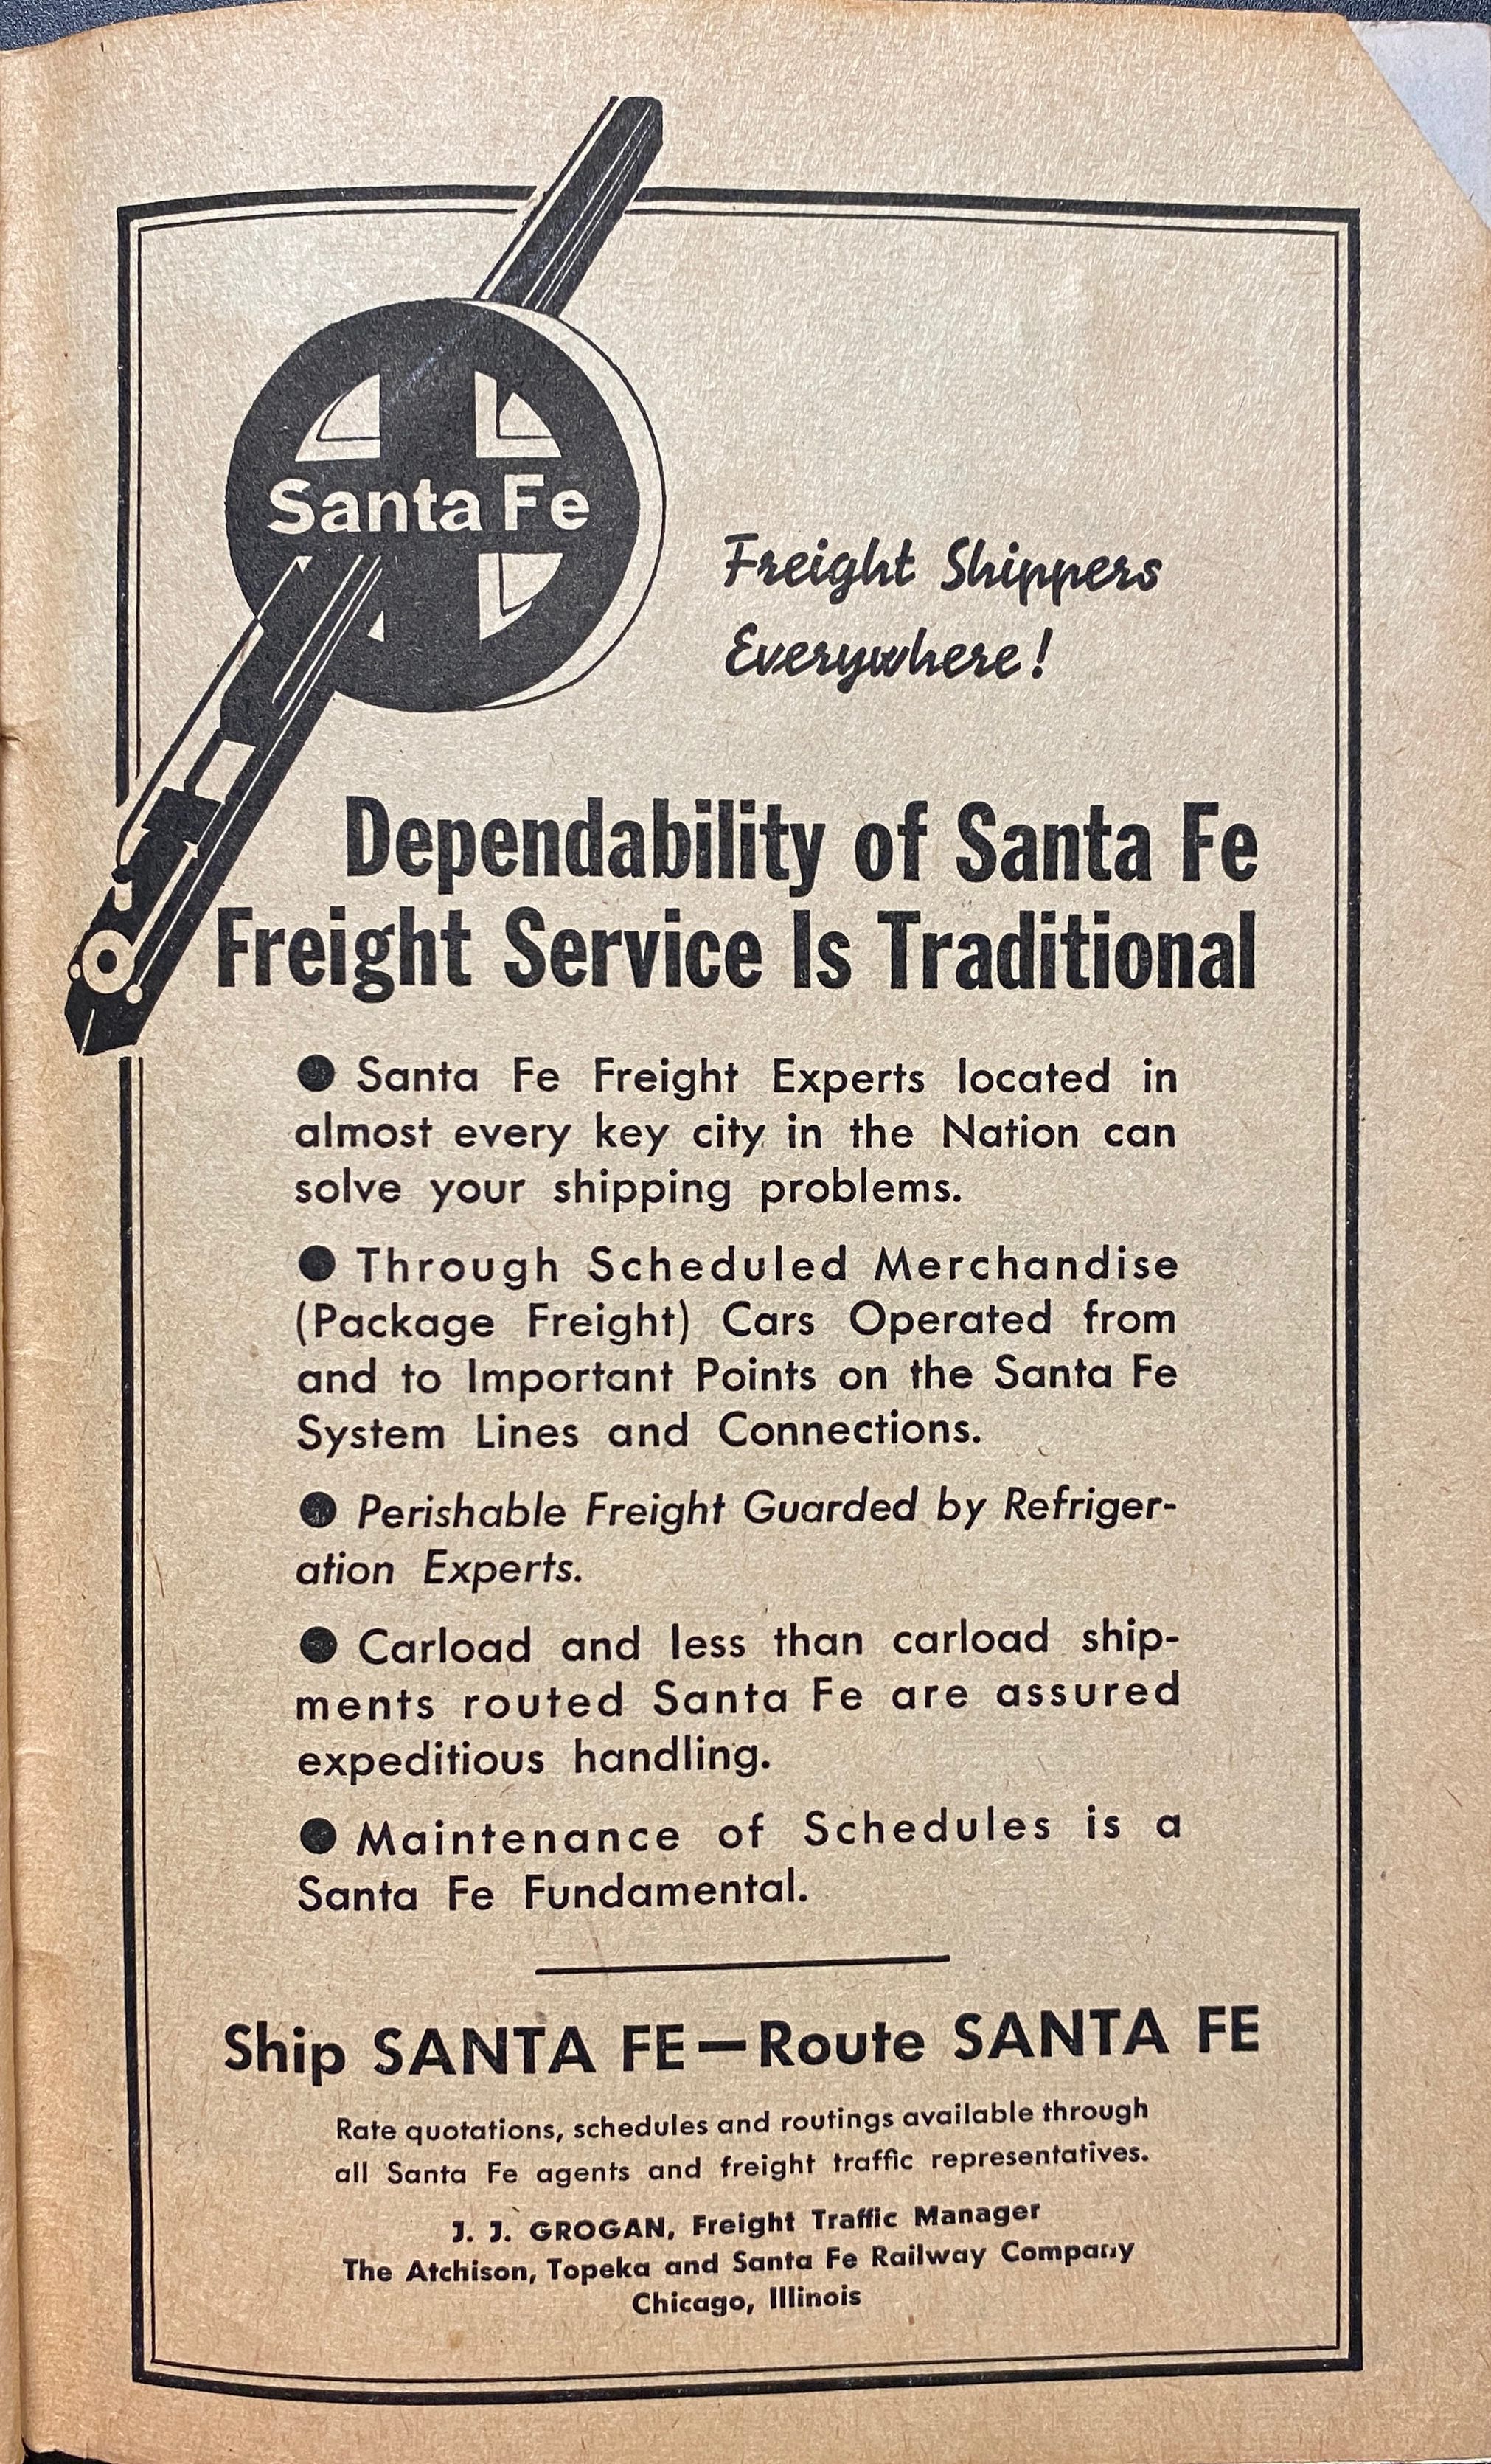 Santa Fe
Freight Shippers
Everywhere!
Dependability of Santa Fe
Freight Service Is Traditional
● Santa Fe Freight Experts located in
almost every key city in the Nation can
solve your shipping problems.
● Through Scheduled Merchandise
(Package Freight) Cars Operated from
and to Important Points on the Santa Fe
System Lines and Connections.
● Perishable Freight Guarded by Refriger-
ation Experts.
● Carload and less than carload ship-
ments routed Santa Fe are assured
expeditious handling.
● Maintenance of Schedules is a
Santa Fe Fundamental.
Ship SANTA FE—Route SANTA FE
Rate quotations, schedules and routings available through
all Santa Fe agents and freight traffic representatives.
J. J. GROGAN, Freight Traffic Manager
The Atchison, Topeka and Santa Fe Railway Company
Chicago, Illinois